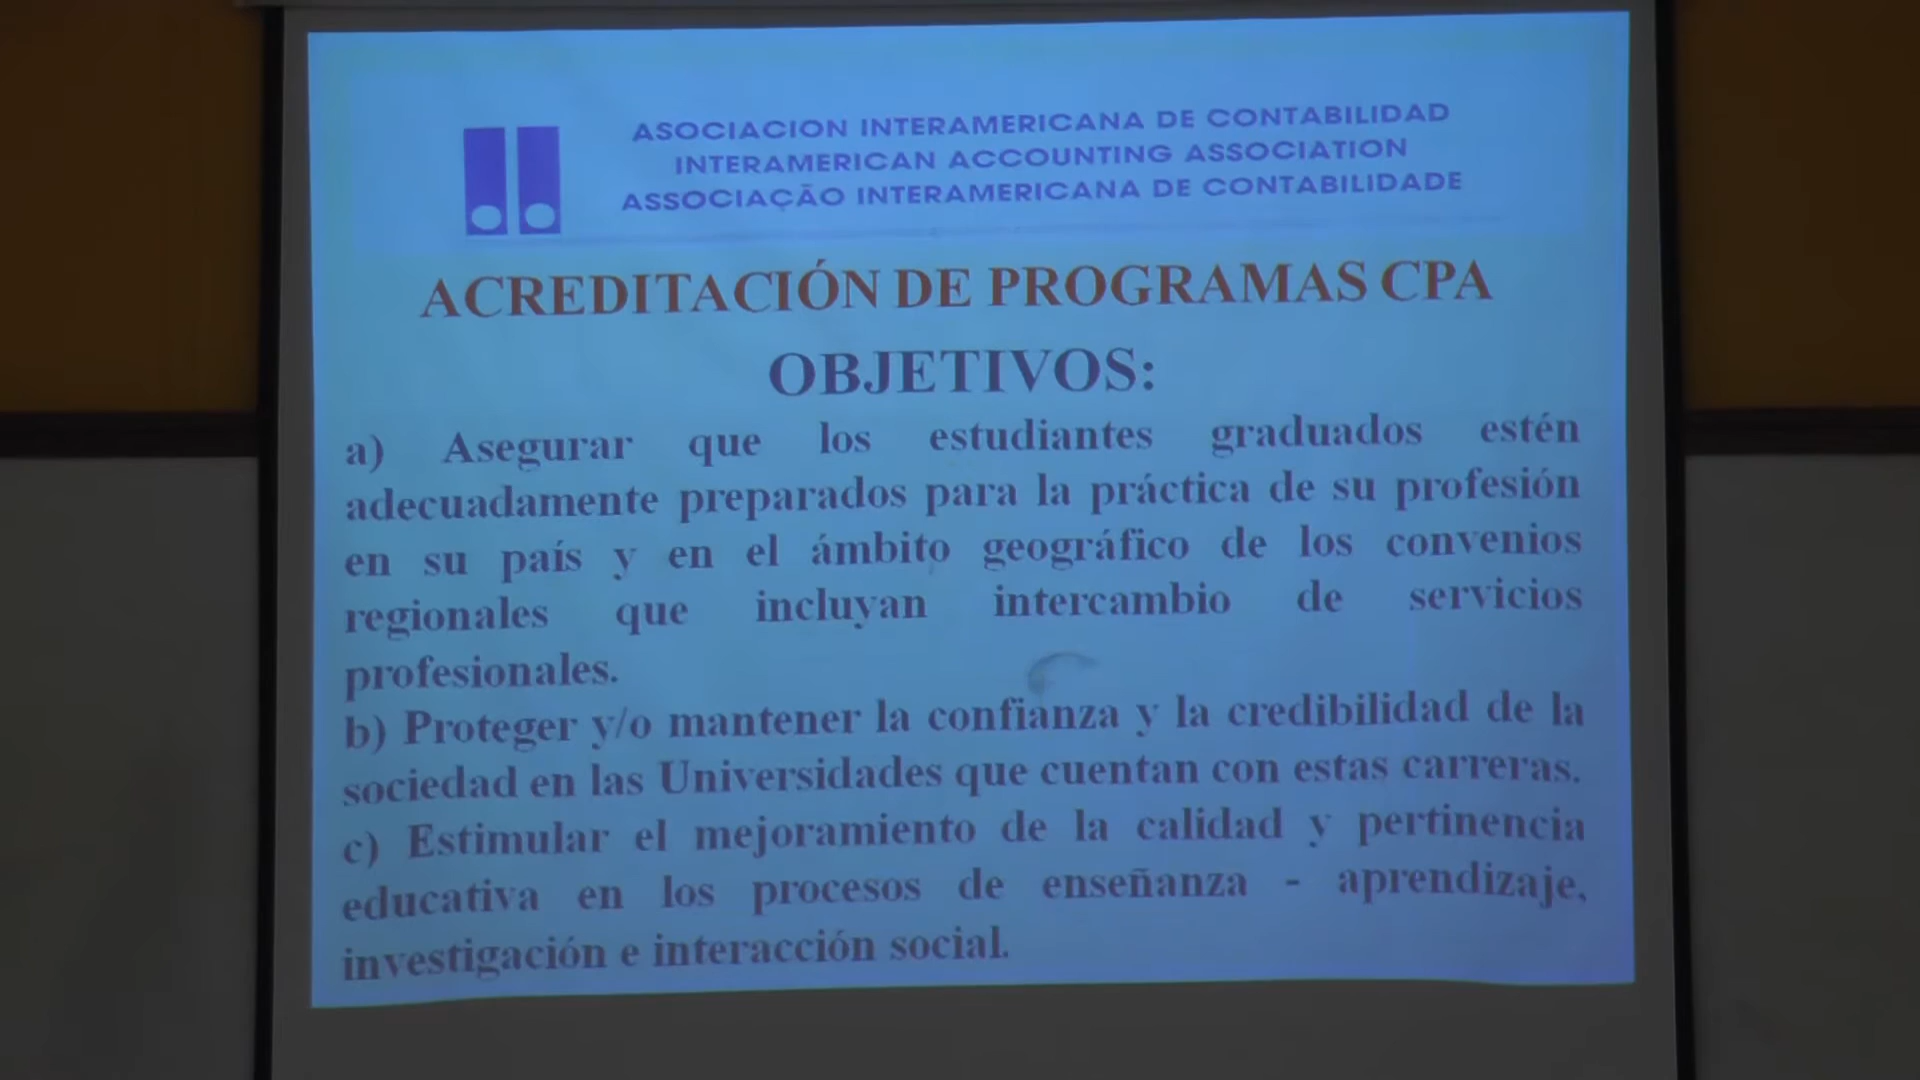 ASOCIACION INTERAMERICANA DE CONTABILIDAD
INTERAMERICAN ACCOUNTING ASSOCIATION
ASSOCIAÇÃO INTERAMERICANA DE CONTABILIDADE
ACREDITACIÓN DE PROGRAMAS CPA
OBJETIVOS:
a) Asegurar que los estudiantes graduados estén
adecuadamente preparados para la práctica de su profesión
en su país y en el ámbito geográfico de los convenios
regionales que incluyan intercambio de servicios
profesionales.
b) Proteger y/o mantener la confianza y la credibilidad de la
sociedad en las Universidades que cuentan con estas carreras.
c) Estimular el mejoramiento de la calidad y pertinencia
educativa en los procesos de enseñanza - aprendizaje,
investigación e interacción social.